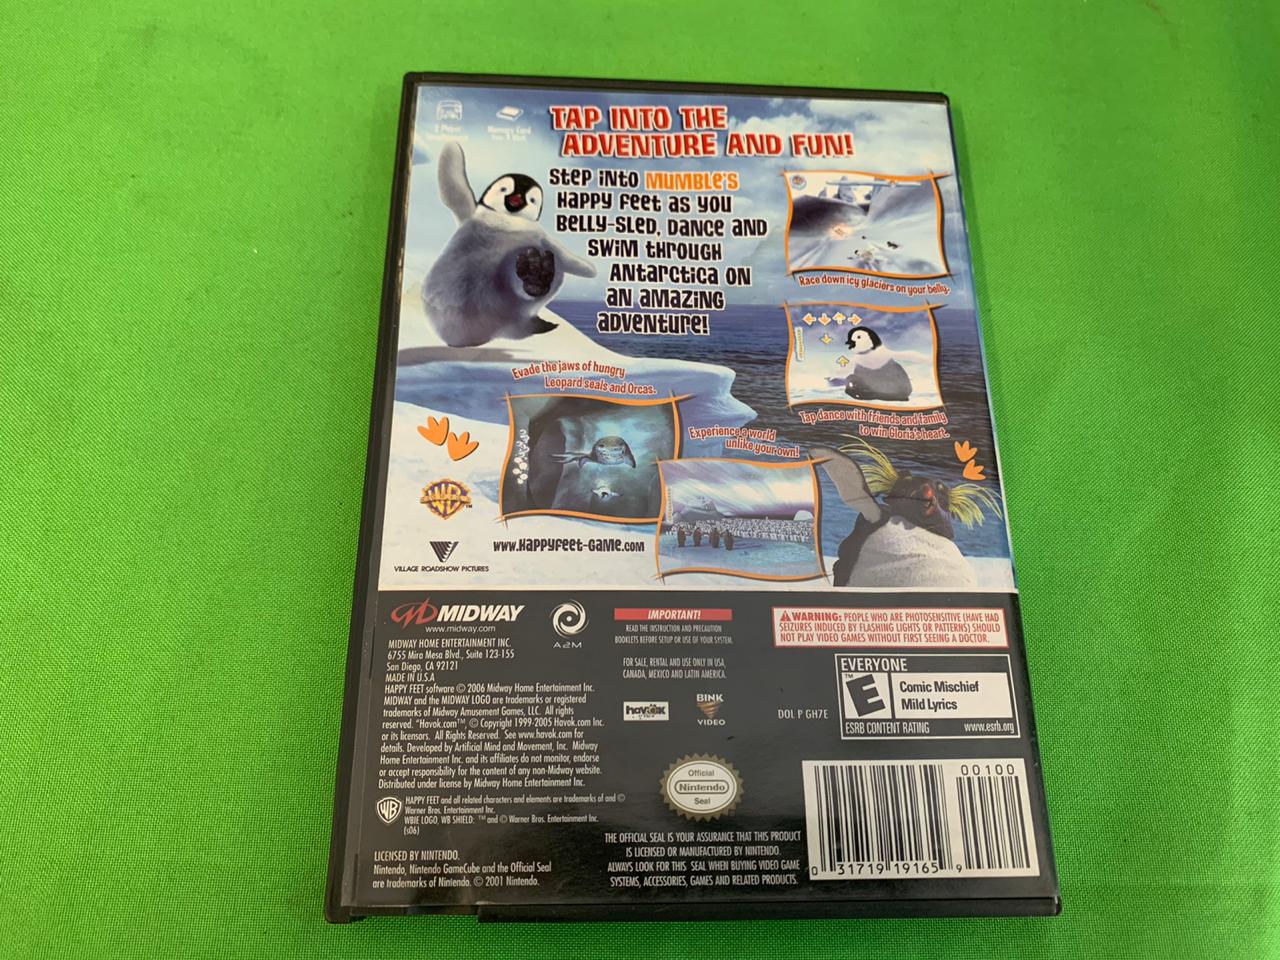 2 Player
Memory Card
TAP INTO THE
ADVENTURE AND FUN!
STEP INTO MUMBLE'S
HAPPY FEET AS YOU
BELLY-SLED, DANCE AND
SWIM THROUGH
ANTARCTICA ON
AN AMAZING
ADVENTURE!
Race down icy glaciers on your belly.
Evade the jaws of hungry
Leopard seals and Orcas.
Tap dance with friends and family
to win Gloria's heart.
Experience a world
unlike your own!
WB
VILLAGE ROADSHOW PICTURES
www.HAPPYFEET-GAME.COM
MIDWAY
www.midway.com
A2M
MIDWAY HOME ENTERTAINMENT INC.
6755 Mira Mesa Blvd., Suite 123-155
San Diego, CA 92121
MADE IN U.S.A
HAPPY FEET software © 2006 Midway Home Entertainment Inc.
MIDWAY and the MIDWAY LOGO are trademarks or registered
trademarks of Midway Amusement Games, LLC. All rights
reserved. "Havok.com™, © Copyright 1999-2005 Havok.com Inc.
or its licensors. All Rights Reserved. See www.havok.com for
details. Developed by Artificial Mind and Movement, Inc. Midway
Home Entertainment Inc. and its affiliates do not monitor, endorse
or accept responsibility for the content of any non-Midway website.
Distributed under license by Midway Home Entertainment Inc.
WB
HAPPY FEET and all related characters and elements are trademarks of and ©
Warner Bros. Entertainment Inc.
WBIE LOGO, WB SHIELD: ™ and © Warner Bros. Entertainment Inc.
(s06)
LICENSED BY NINTENDO.
Nintendo, Nintendo GameCube and the Official Seal
are trademarks of Nintendo. © 2001 Nintendo.
IMPORTANT!
READ THE INSTRUCTION AND PRECAUTION
BOOKLETS BEFORE SETUP OR USE OF YOUR SYSTEM.
FOR SALE, RENTAL AND USE ONLY IN USA,
CANADA, MEXICO AND LATIN AMERICA.
havok
BINK
VIDEO
DOL P GH7E
Official
Nintendo
Seal
THE OFFICIAL SEAL IS YOUR ASSURANCE THAT THIS PRODUCT
IS LICENSED OR MANUFACTURED BY NINTENDO.
ALWAYS LOOK FOR THIS SEAL WHEN BUYING VIDEO GAME
SYSTEMS, ACCESSORIES, GAMES AND RELATED PRODUCTS.
WARNING: PEOPLE WHO ARE PHOTOSENSITIVE (HAVE HAD
SEIZURES INDUCED BY FLASHING LIGHTS OR PATTERNS) SHOULD
NOT PLAY VIDEO GAMES WITHOUT FIRST SEEING A DOCTOR.
EVERYONE
E™
Comic Mischief
Mild Lyrics
ESRB CONTENT RATING www.esrb.org
00100
0 31719 19165 9